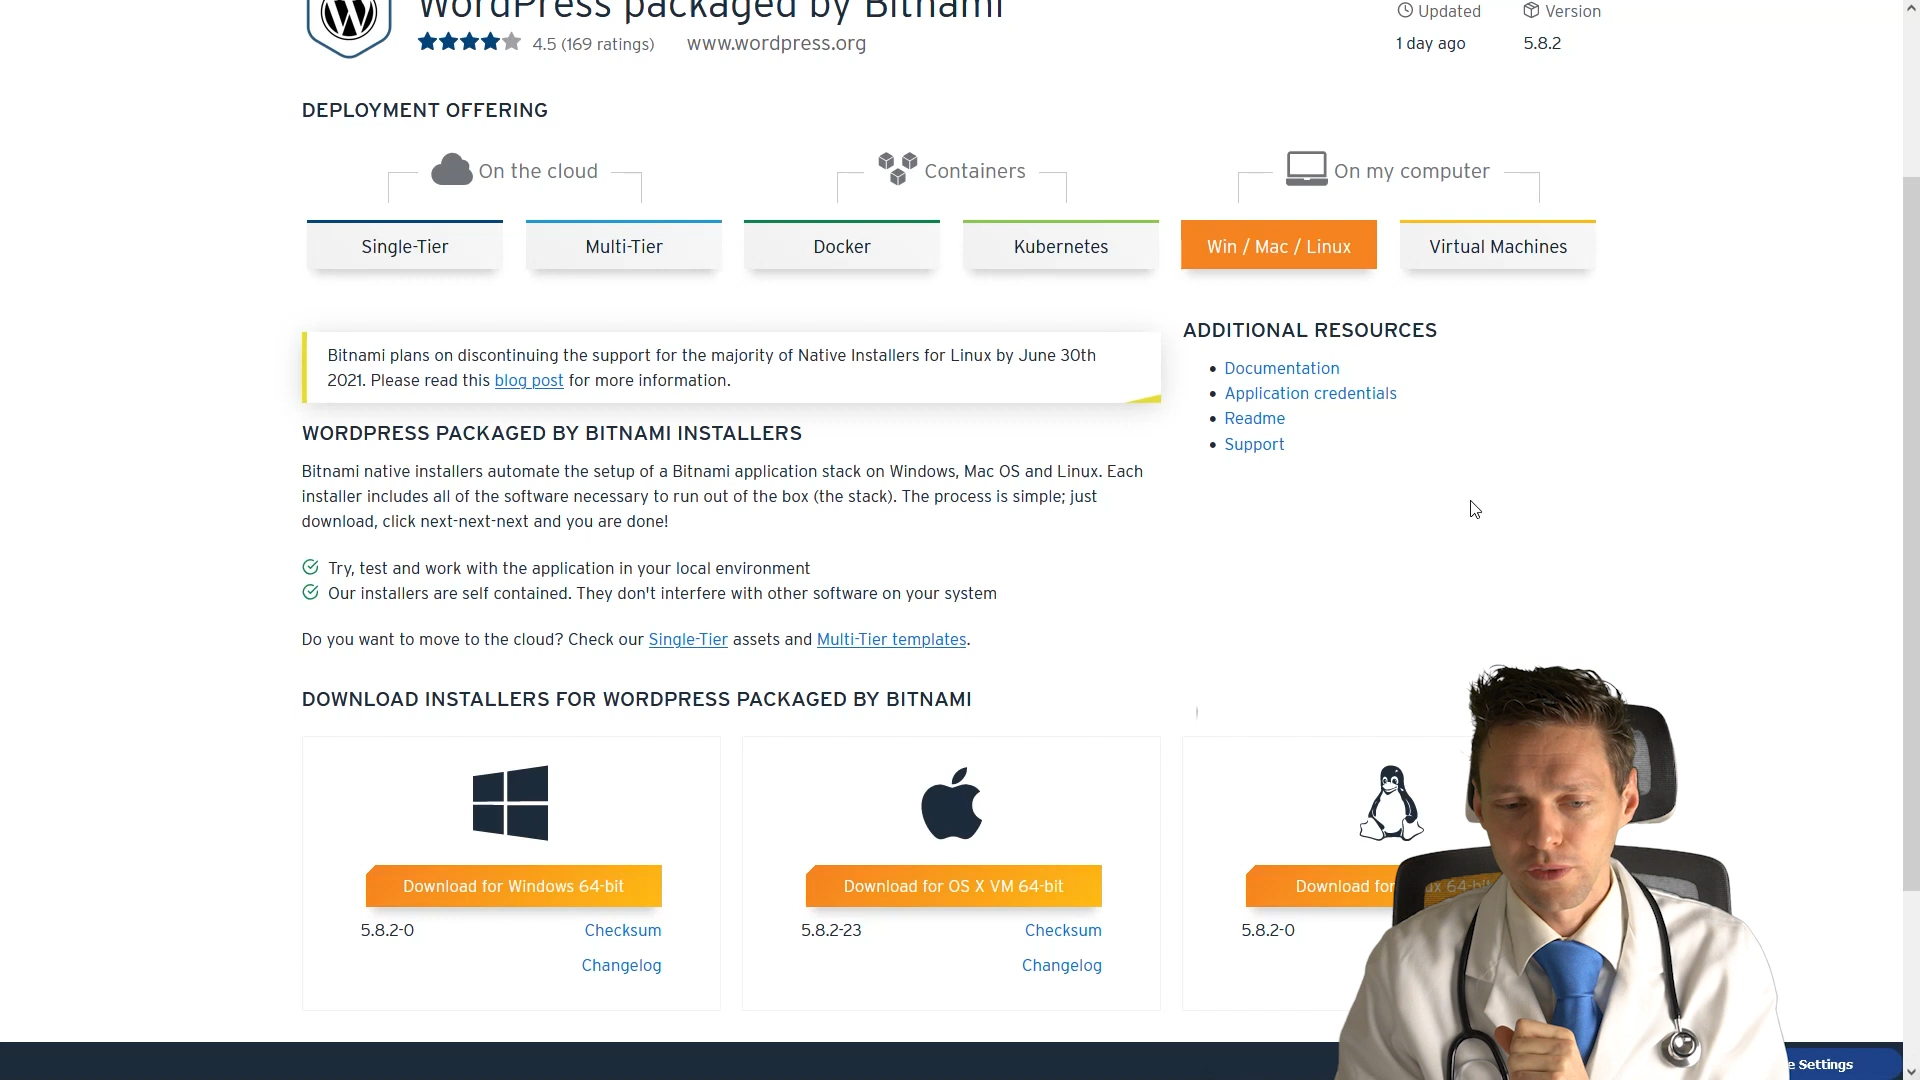 WordPress packaged by Bitnami
4.5 (169 ratings)
www.wordpress.org
Updated
Version
1 day ago
5.8.2
DEPLOYMENT OFFERING
On the cloud
Containers
On my computer
Single-Tier
Multi-Tier
Docker
Kubernetes
Win / Mac / Linux
Virtual Machines
Bitnami plans on discontinuing the support for the majority of Native Installers for Linux by June 30th
2021. Please read this blog post for more information.
ADDITIONAL RESOURCES
Documentation
Application credentials
Readme
Support
WORDPRESS PACKAGED BY BITNAMI INSTALLERS
Bitnami native installers automate the setup of a Bitnami application stack on Windows, Mac OS and Linux. Each
installer includes all of the software necessary to run out of the box (the stack). The process is simple; just
download, click next-next-next and you are done!
Try, test and work with the application in your local environment
Our installers are self contained. They don't interfere with other software on your system
Do you want to move to the cloud? Check our Single-Tier assets and Multi-Tier templates.
DOWNLOAD INSTALLERS FOR WORDPRESS PACKAGED BY BITNAMI
Download for Windows 64-bit
5.8.2-0
Checksum
Changelog
Download for OS X VM 64-bit
5.8.2-23
Checksum
Changelog
Download for
64-bit
5.8.2-0
Settings